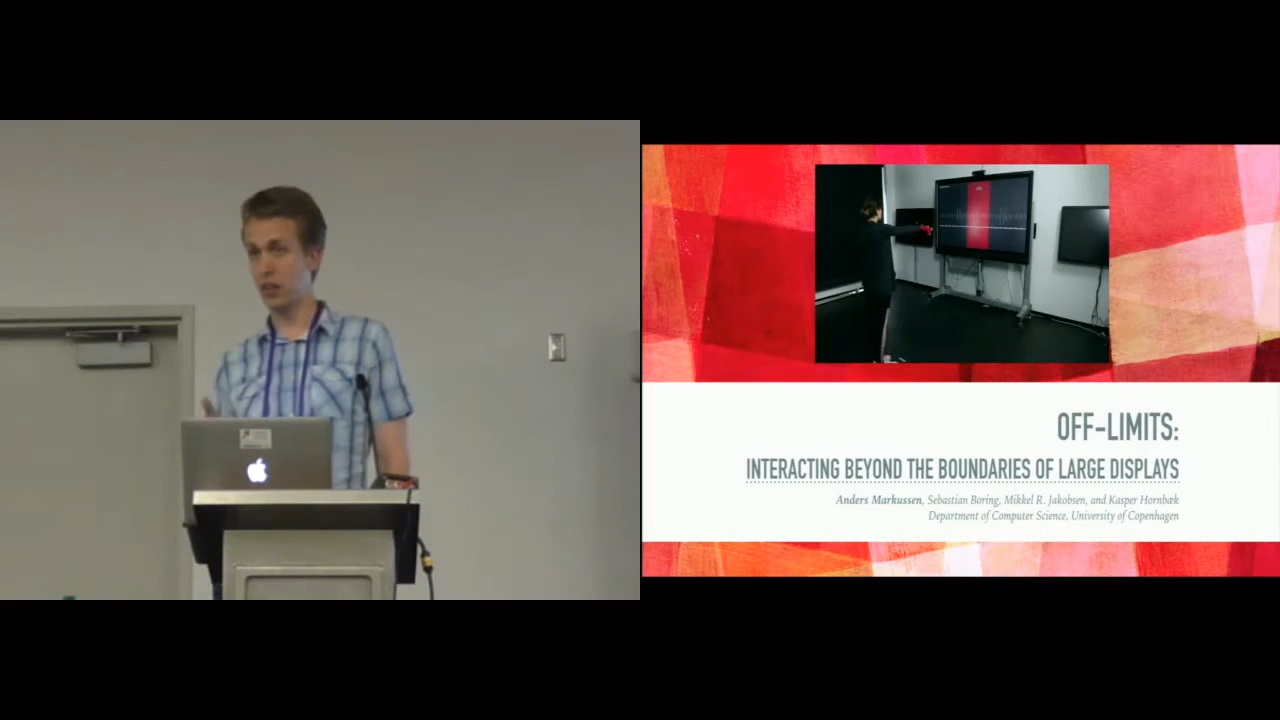 OFF-LIMITS:
INTERACTING BEYOND THE BOUNDARIES OF LARGE DISPLAYS
Anders Markussen, Sebastian Boring, Mikkel R. Jakobsen, and Kasper Hornbæk
Department of Computer Science, University of Copenhagen